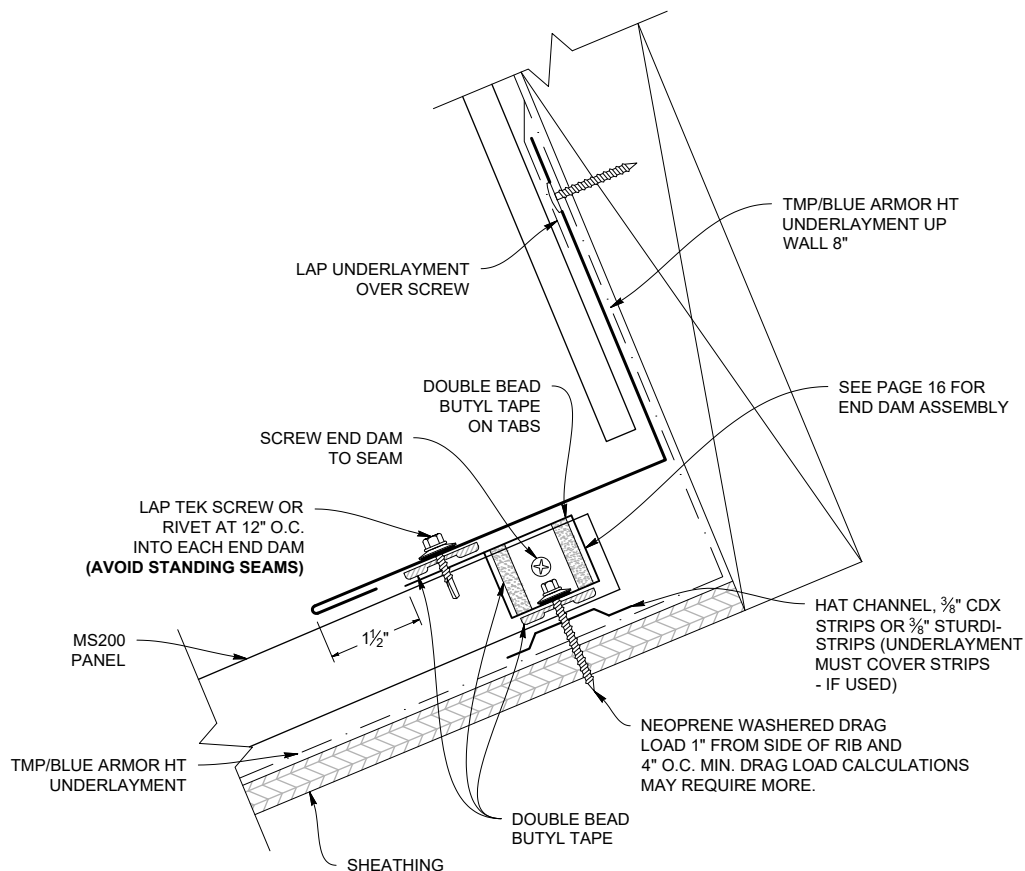 TMP/BLUE ARMOR HT
UNDERLAYMENT UP
WALL 8"
LAP UNDERLAYMENT
OVER SCREW
DOUBLE BEAD
BUTYL TAPE
ON TABS
SEE PAGE 16 FOR
END DAM ASSEMBLY
SCREW END DAM
TO SEAM
LAP TEK SCREW OR
RIVET AT 12" O.C.
INTO EACH END DAM
(AVOID STANDING SEAMS)
HAT CHANNEL, ⅜" CDX
STRIPS OR ⅜" STURDI-
STRIPS (UNDERLAYMENT
MUST COVER STRIPS
- IF USED)
MS200
PANEL
1½"
NEOPRENE WASHERED DRAG
LOAD 1" FROM SIDE OF RIB AND
4" O.C. MIN. DRAG LOAD CALCULATIONS
MAY REQUIRE MORE.
TMP/BLUE ARMOR HT
UNDERLAYMENT
DOUBLE BEAD
BUTYL TAPE
SHEATHING